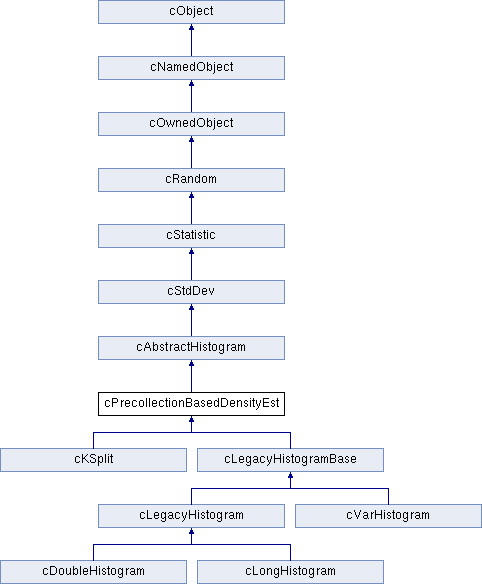 cObject
cNamedObject
cOwnedObject
cRandom
cStatistic
cStdDev
cAbstractHistogram
cPrecollectionBasedDensityEst
cKSplit
cLegacyHistogramBase
cLegacyHistogram
cVarHistogram
cDoubleHistogram
cLongHistogram